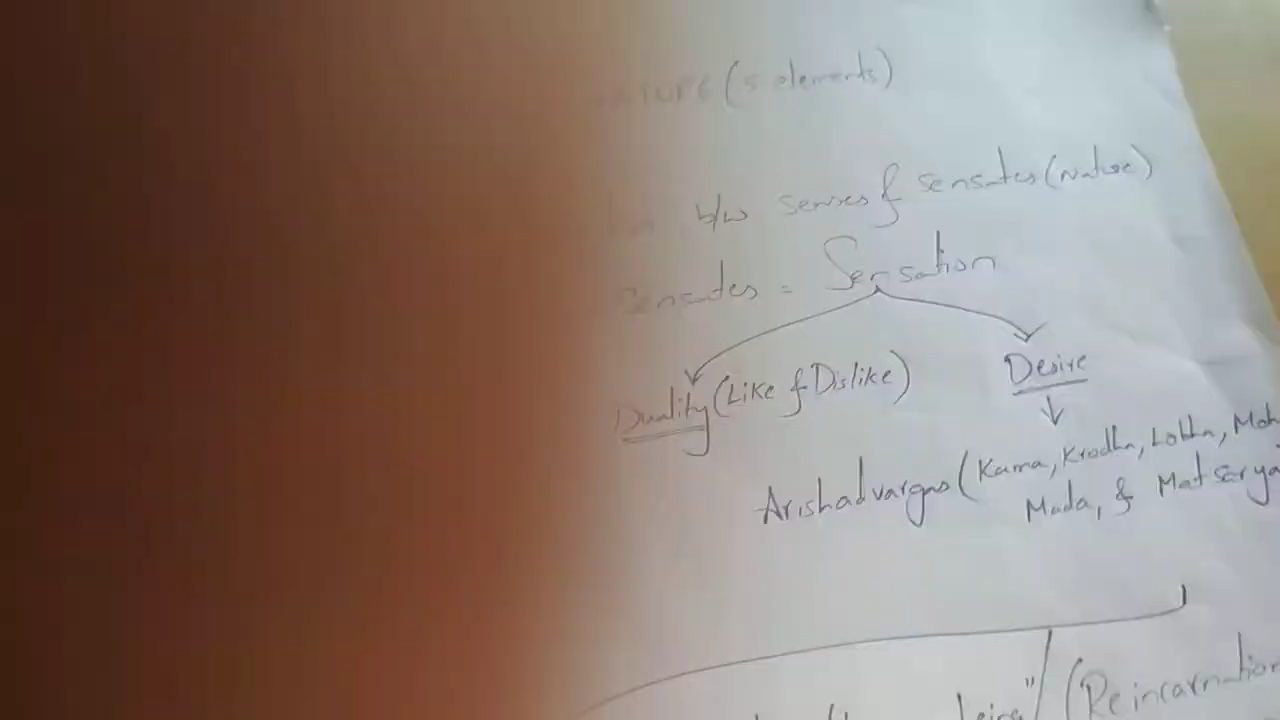 (5 elements)
b/w senses & sensates (nature)
Sensates = Sensation
Duality (Like & Dislike)
Desire
Arishadvargas (Kama, Krodha, Lobha,
Mada, & Matsarya
(Reincarnation